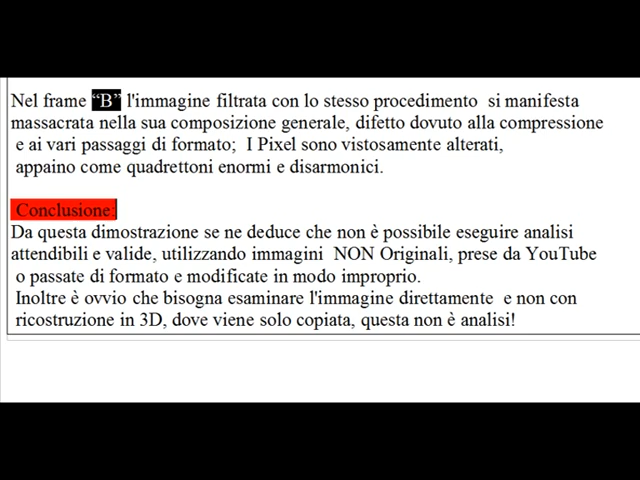 Nel frame “B” l'immagine filtrata con lo stesso procedimento si manifesta
massacrata nella sua composizione generale, difetto dovuto alla compressione
e ai vari passaggi di formato; I Pixel sono vistosamente alterati,
appaino come quadrettoni enormi e disarmonici.
Conclusione:
Da questa dimostrazione se ne deduce che non è possibile eseguire analisi
attendibili e valide, utilizzando immagini NON Originali, prese da YouTube
o passate di formato e modificate in modo improprio.
Inoltre è ovvio che bisogna esaminare l'immagine direttamente e non con
ricostruzione in 3D, dove viene solo copiata, questa non è analisi!